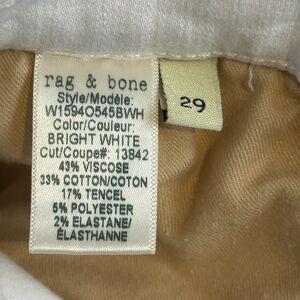 rag & bone
Style/Modèle:
W1594O545BWH
Color/Couleur:
BRIGHT WHITE
Cut/Coupe#: 13842
43% VISCOSE
33% COTTON/COTON
17% TENCEL
5% POLYESTER
2% ELASTANE/
ÉLASTHANNE
29